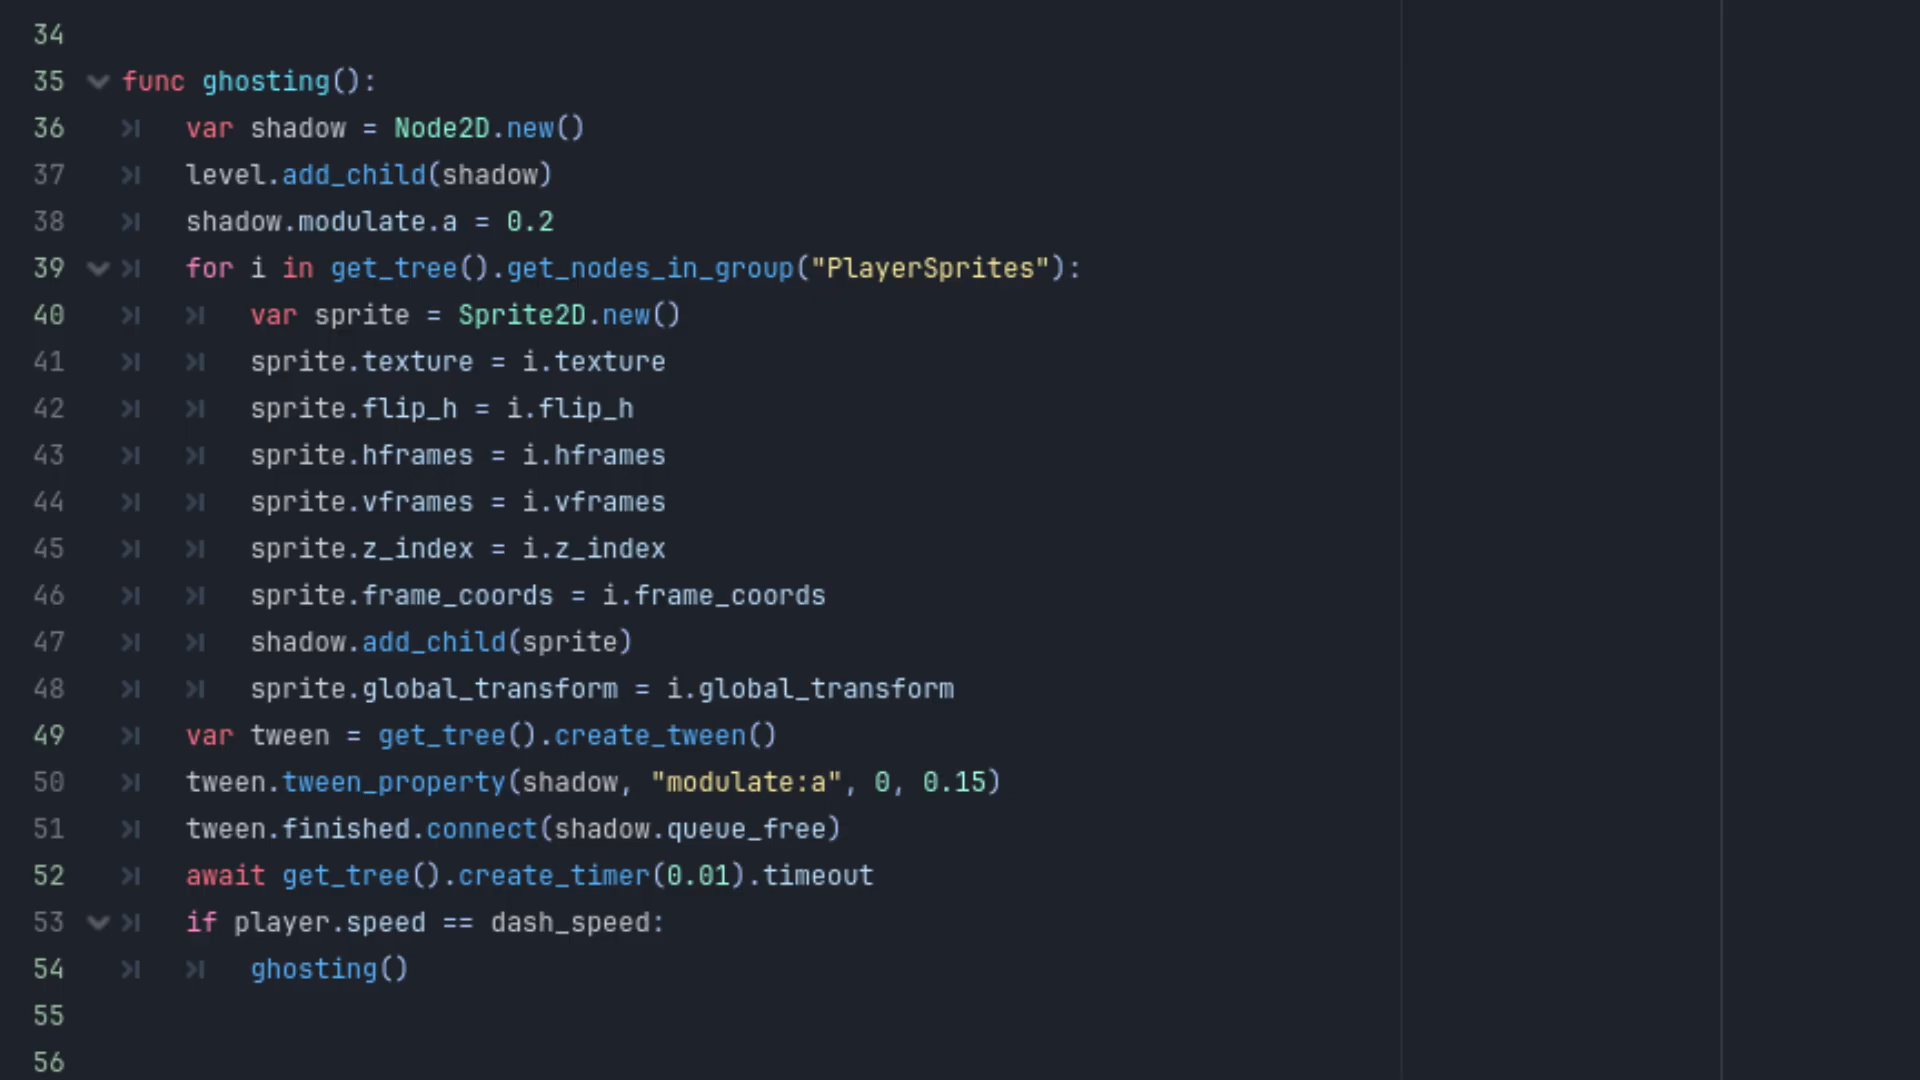 34
35 func ghosting():
36 var shadow = Node2D.new()
37 level.add_child(shadow)
38 shadow.modulate.a = 0.2
39 for i in get_tree().get_nodes_in_group("PlayerSprites"):
40 var sprite = Sprite2D.new()
41 sprite.texture = i.texture
42 sprite.flip_h = i.flip_h
43 sprite.hframes = i.hframes
44 sprite.vframes = i.vframes
45 sprite.z_index = i.z_index
46 sprite.frame_coords = i.frame_coords
47 shadow.add_child(sprite)
48 sprite.global_transform = i.global_transform
49 var tween = get_tree().create_tween()
50 tween.tween_property(shadow, "modulate:a", 0, 0.15)
51 tween.finished.connect(shadow.queue_free)
52 await get_tree().create_timer(0.01).timeout
53 if player.speed == dash_speed:
54 ghosting()
55
56